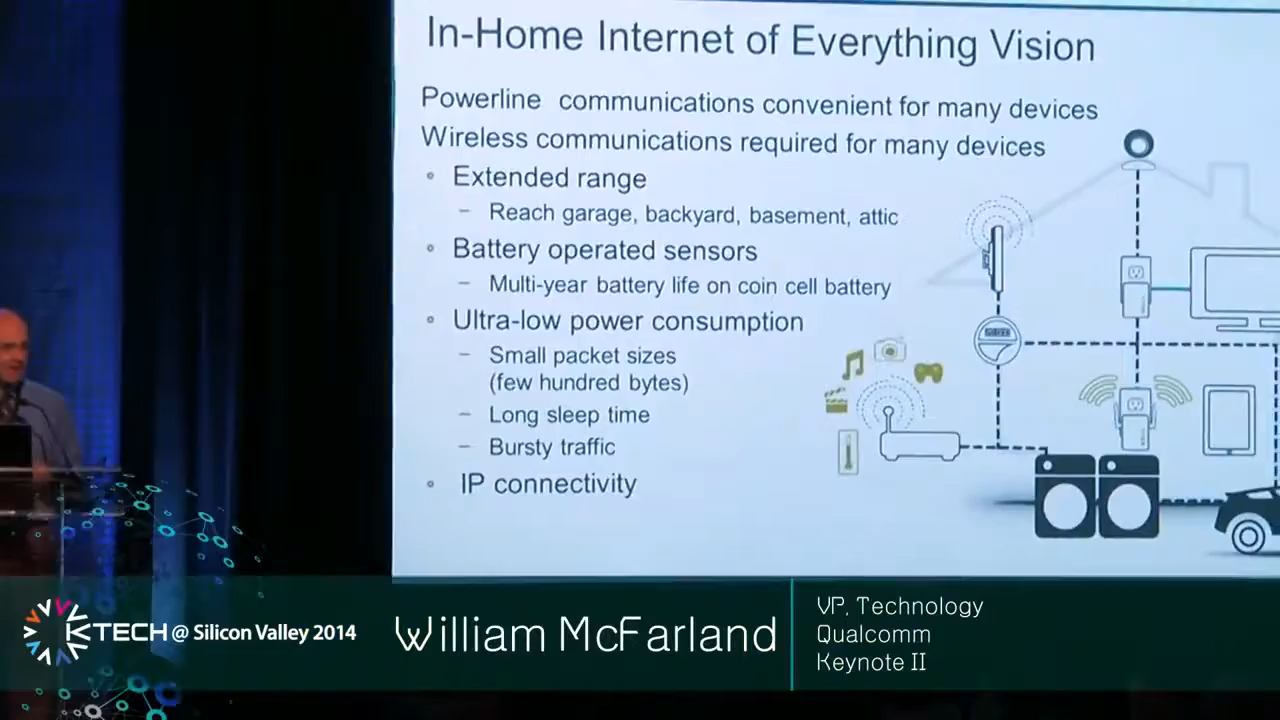 In-Home Internet of Everything Vision
Powerline communications convenient for many devices
Wireless communications required for many devices
• Extended range
– Reach garage, backyard, basement, attic
• Battery operated sensors
– Multi-year battery life on coin cell battery
• Ultra-low power consumption
– Small packet sizes
(few hundred bytes)
– Long sleep time
– Bursty traffic
• IP connectivity
KTECH @ Silicon Valley 2014
William McFarland
VP, Technology
Qualcomm
Keynote II